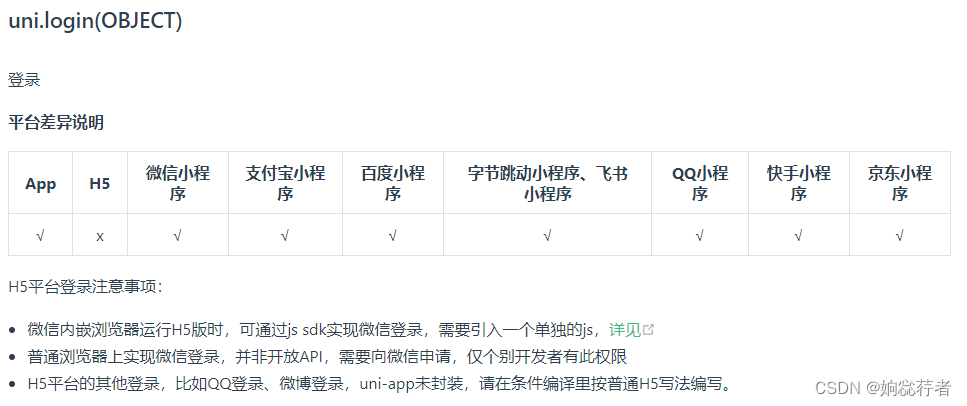 uni.login(OBJECT)
登录
平台差异说明
App H5 微信小程序 支付宝小程序 百度小程序 字节跳动小程序、飞书小程序 QQ小程序 快手小程序 京东小程序
√ x √ √ √ √ √ √ √
H5平台登录注意事项：
• 微信内嵌浏览器运行H5版时，可通过js sdk实现微信登录，需要引入一个单独的js，详见
• 普通浏览器上实现微信登录，并非开放API，需要向微信申请，仅个别开发者有此权限
• H5平台的其他登录，比如QQ登录、微博登录，uni-app未封装，请在条件编译里按普通H5写法编写。
CSDN @姠惢荇者